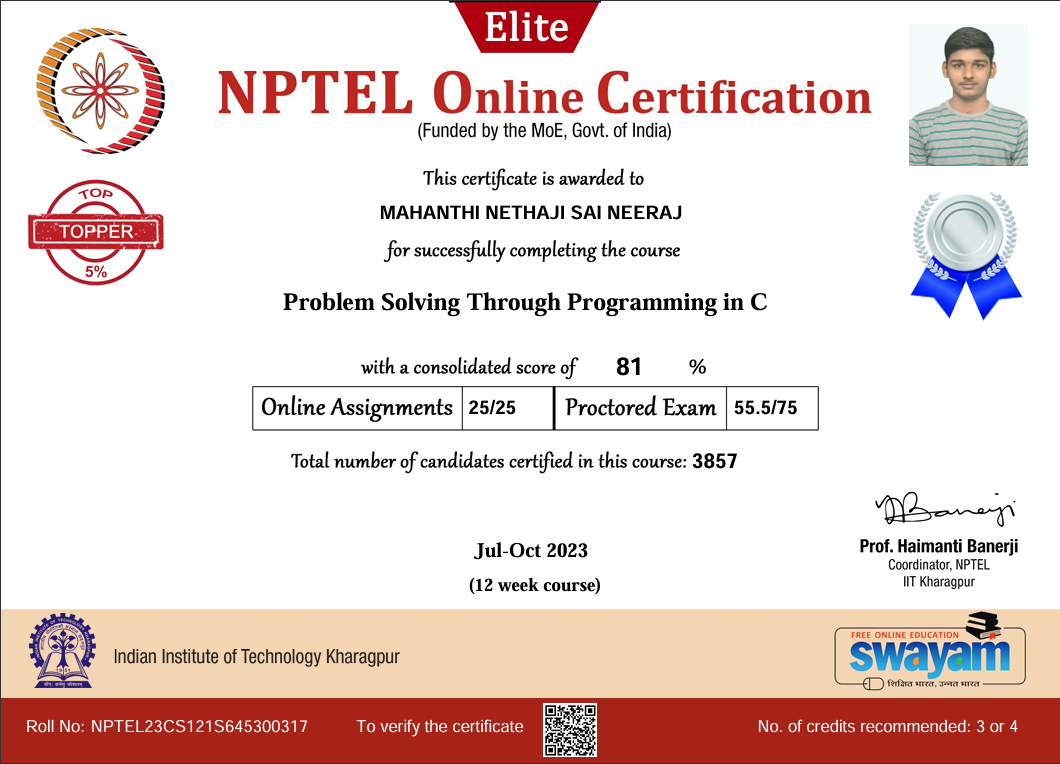 Elite
NPTEL Online Certification
(Funded by the MoE, Govt. of India)
This certificate is awarded to
MAHANTHI NETHAJI SAI NEERAJ
for successfully completing the course
TOP
TOPPER
5%
Problem Solving Through Programming in C
with a consolidated score of 81 %
Online Assignments 25/25 Proctored Exam 55.5/75
Total number of candidates certified in this course: 3857
Jul-Oct 2023
(12 week course)
Prof. Haimanti Banerji
Coordinator, NPTEL
IIT Kharagpur
Indian Institute of Technology Kharagpur
1951
FREE ONLINE EDUCATION
swayam
शिक्षित भारत, उन्नत भारत
Roll No: NPTEL23CS121S645300317 To verify the certificate No. of credits recommended: 3 or 4